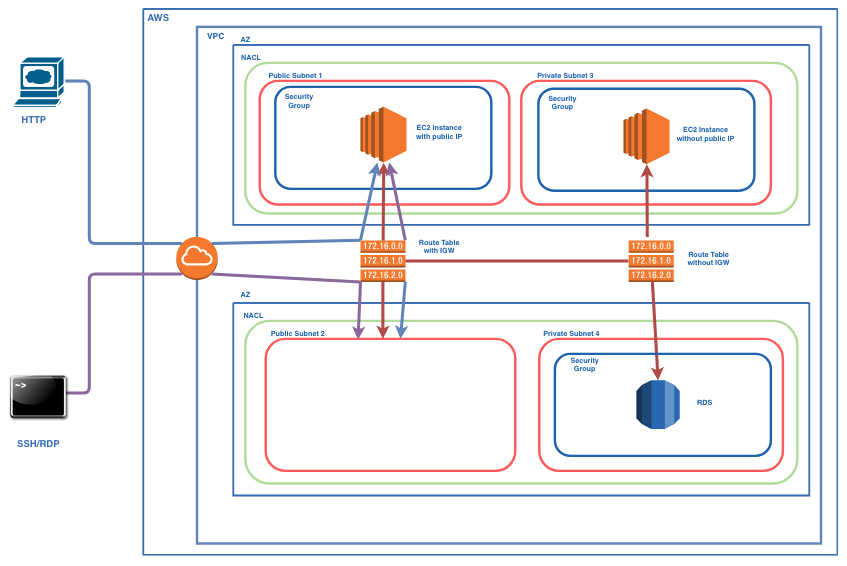 AWS
VPC
AZ
NACL
Public Subnet 1
Private Subnet 3
Security
Group
EC2 Instance
with public IP
Security
Group
EC2 Instance
without public IP
HTTP
172.16.0.0
172.16.1.0
172.16.2.0
Route Table
with IGW
172.16.0.0
172.16.1.0
172.16.2.0
Route Table
without IGW
AZ
NACL
Public Subnet 2
Private Subnet 4
Security
Group
RDS
~>
SSH/RDP